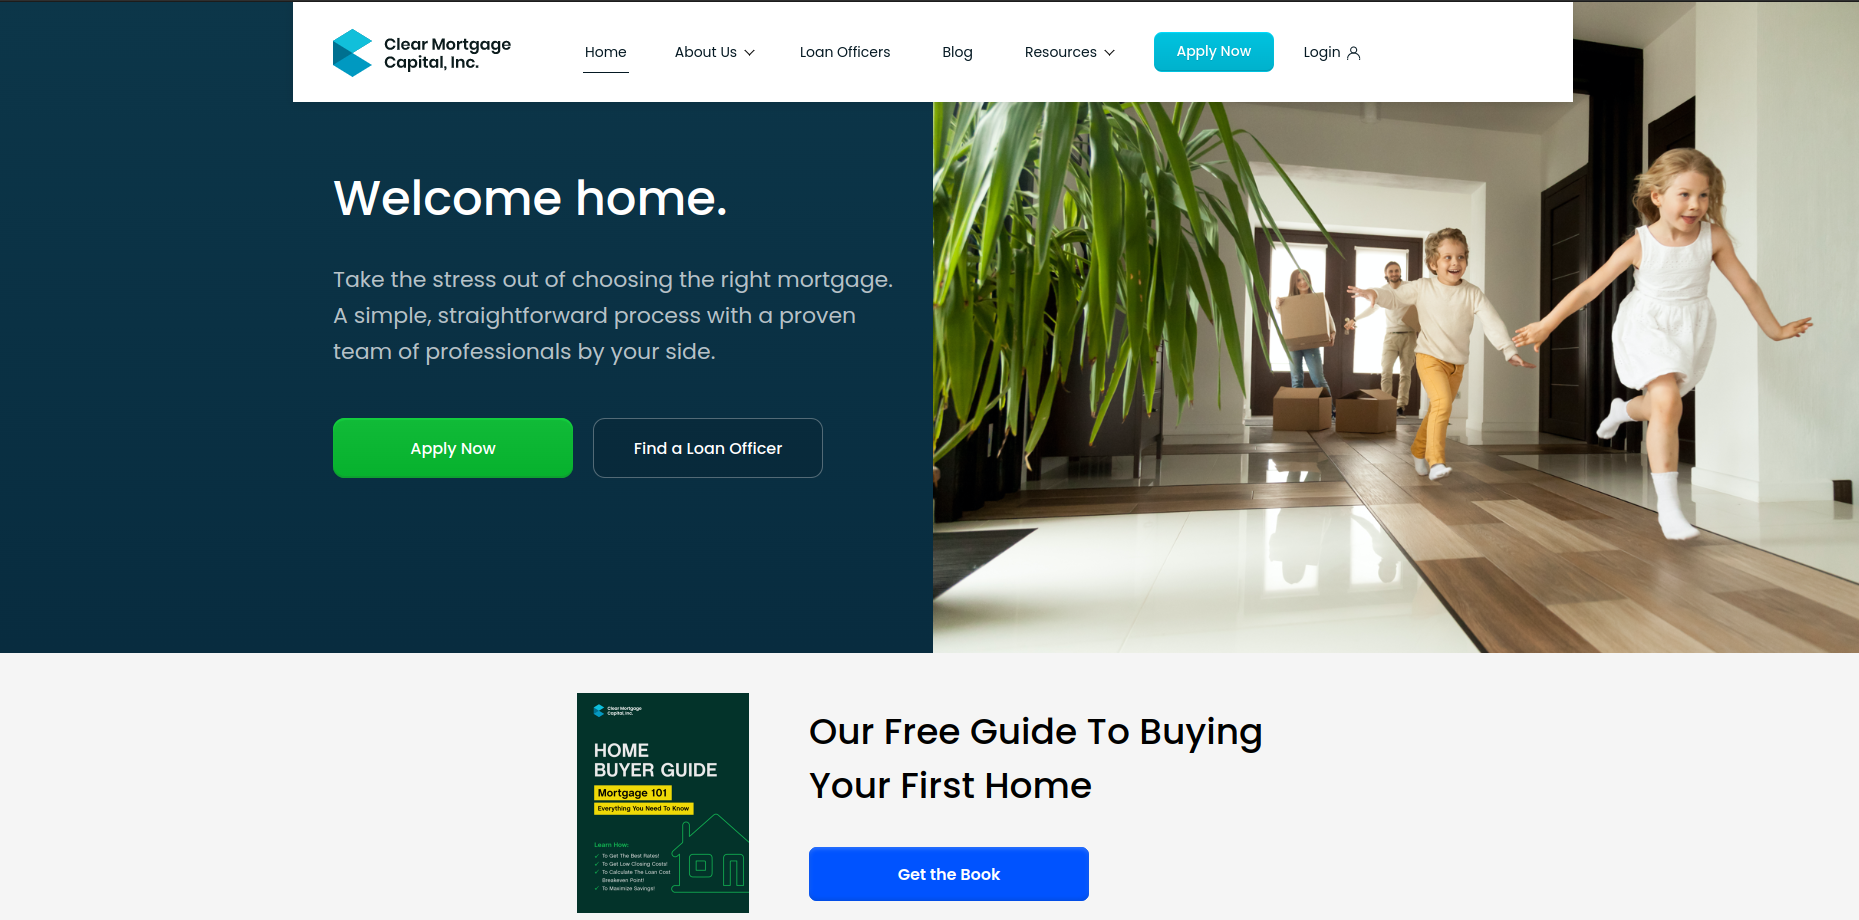 Clear Mortgage
Capital, Inc.
Home
About Us
Loan Officers
Blog
Resources
Apply Now
Login
Welcome home.
Take the stress out of choosing the right mortgage.
A simple, straightforward process with a proven
team of professionals by your side.
Apply Now
Find a Loan Officer
Clear Mortgage
Capital, Inc.
HOME
BUYER GUIDE
Mortgage 101
Everything You Need To Know
Learn How:
✓ To Get The Best Rates!
✓ To Get Low Closing Costs!
✓ To Calculate The Loan Cost
Breakeven Point!
✓ To Maximize Savings!
Our Free Guide To Buying
Your First Home
Get the Book